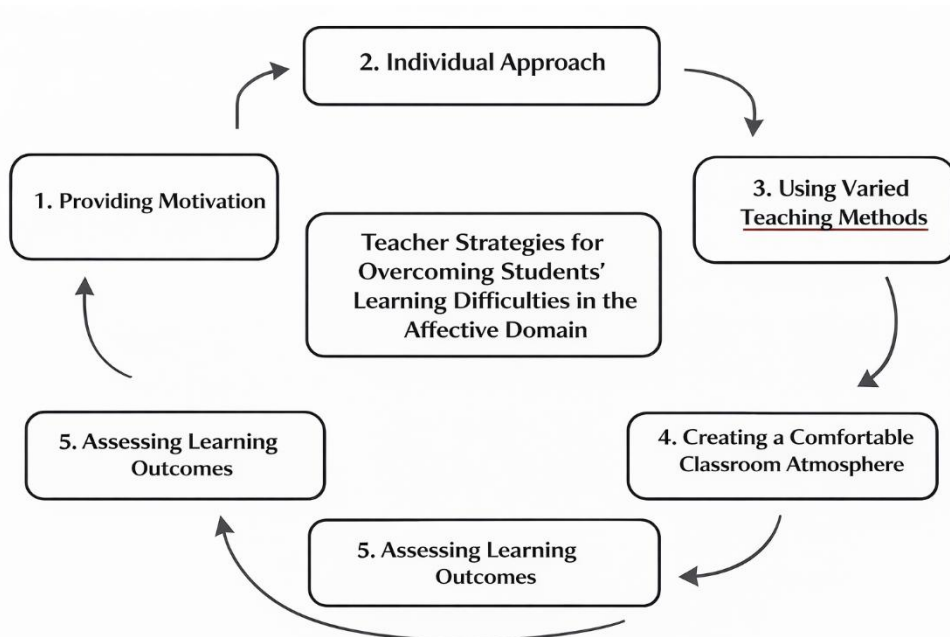 2. Individual Approach
1. Providing Motivation
3. Using Varied
Teaching Methods
Teacher Strategies for
Overcoming Students’
Learning Difficulties in the
Affective Domain
5. Assessing Learning
Outcomes
4. Creating a Comfortable
Classroom Atmosphere
5. Assessing Learning
Outcomes